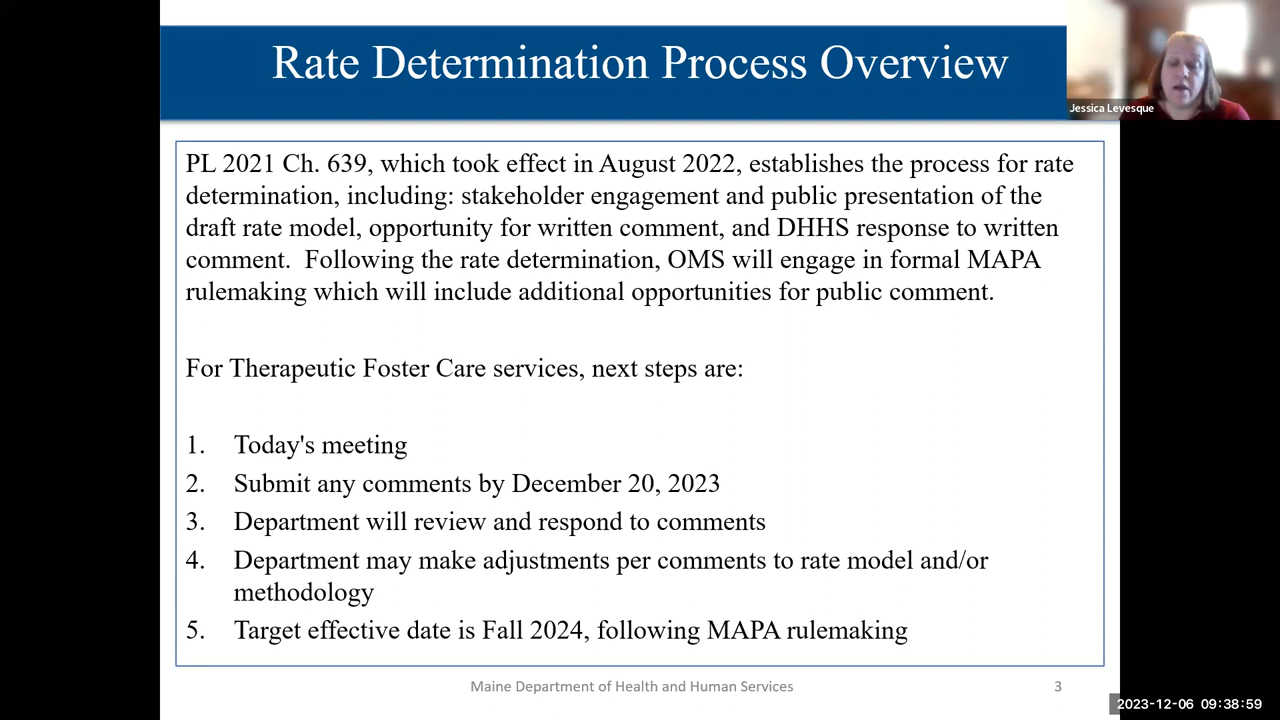 Rate Determination Process Overview
Jessica Levesque
PL 2021 Ch. 639, which took effect in August 2022, establishes the process for rate
determination, including: stakeholder engagement and public presentation of the
draft rate model, opportunity for written comment, and DHHS response to written
comment.  Following the rate determination, OMS will engage in formal MAPA
rulemaking which will include additional opportunities for public comment.
For Therapeutic Foster Care services, next steps are:
1. Today's meeting
2. Submit any comments by December 20, 2023
3. Department will review and respond to comments
4. Department may make adjustments per comments to rate model and/or
methodology
5. Target effective date is Fall 2024, following MAPA rulemaking
Maine Department of Health and Human Services
3
2023-12-06 09:38:59